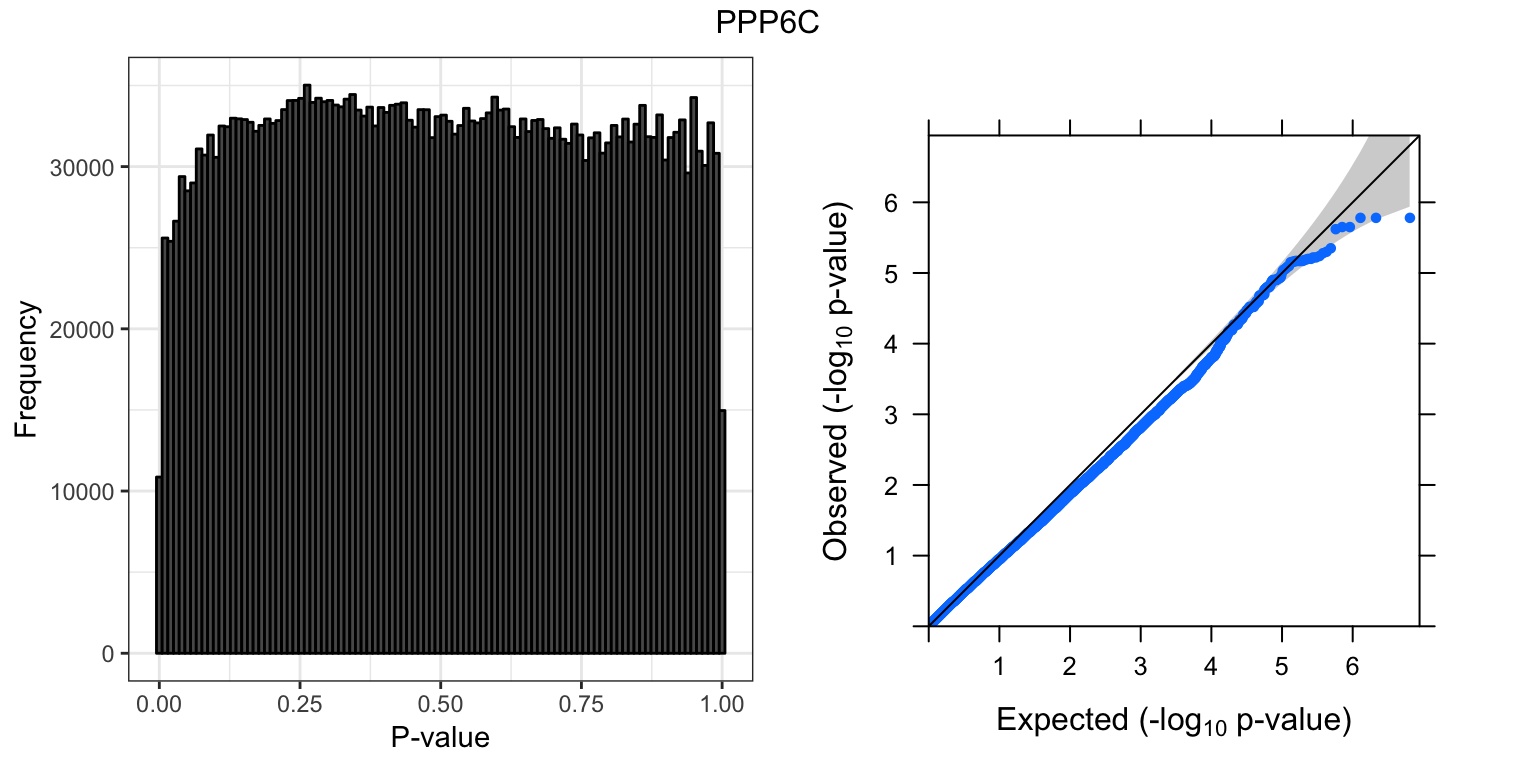 PPP6C
Frequency
30000
20000
10000
0
0.00 0.25 0.50 0.75 1.00
P-value
Observed (-log10 p-value)
6
5
4
3
2
1
1 2 3 4 5 6
Expected (-log10 p-value)